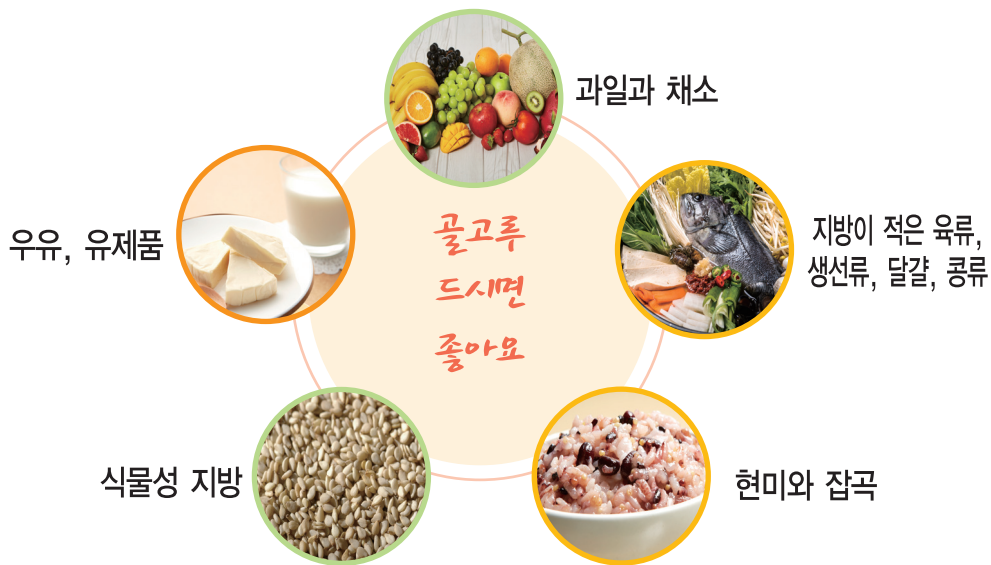 과일과 채소
우유, 유제품
골고루
드시면
좋아요
지방이 적은 육류,
생선류, 달걀, 콩류
식물성 지방
현미와 잡곡